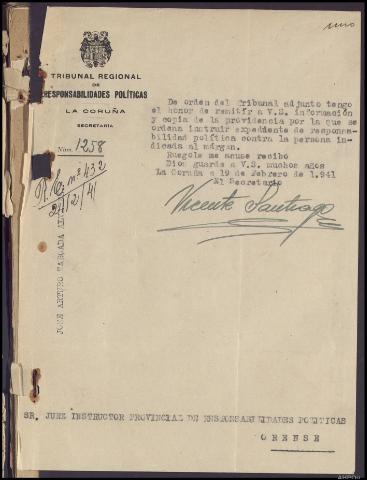 uno
TRIBUNAL REGIONAL
DE
RESPONSABILIDADES POLÍTICAS
LA CORUÑA
SECRETARÍA
Núm. 1258
R. E. nº 432
24/2/41
JOSE ARTURO TABOADA
De orden del Tribunal adjunto tengo
el honor de remitir a V.S. información
y copia de la providencia por la que se
ordena instruir expediente de responsa-
bilidad política contra la persona in-
dicada al márgen.
Ruegole me acuse recibo
Dios guarde a V.S. muchos años
La Coruña a 19 de Febrero de 1.941
El Secretario
Vicente Santiago
SR. JUEZ INSTRUCTOR PROVINCIAL DE RESPONSABILIDADES POLITICAS
ORENSE